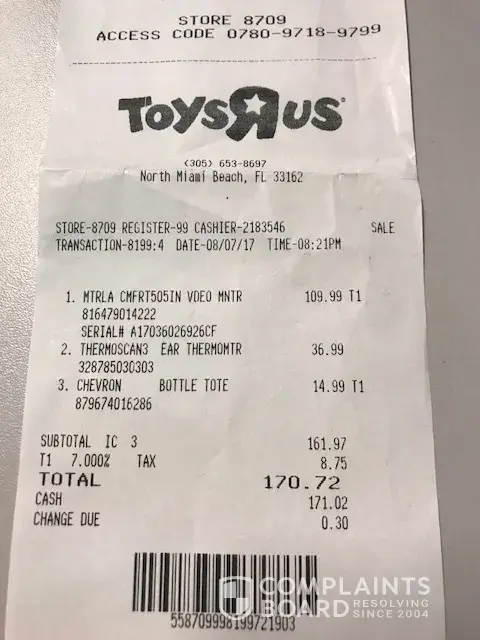 STORE 8709
ACCESS CODE 0780-9718-9799
TOYS R US
(305) 653-8697
North Miami Beach, FL 33162
STORE-8709 REGISTER-99 CASHIER-2183546 SALE
TRANSACTION-8199:4 DATE-08/07/17 TIME-08:21PM
1. MTRLA CMFRT505IN VDEO MNTR 109.99 T1
816479014222
SERIAL# A17036026926CF
2. THERMOSCAN3 EAR THERMOMTR 36.99
328785030303
3. CHEVRON BOTTLE TOTE 14.99 T1
879674016286
SUBTOTAL IC 3 161.97
T1 7.000% TAX 8.75
TOTAL 170.72
CASH 171.02
CHANGE DUE 0.30
558709998199721903
COMPLAINTS
BOARD RESOLVING SINCE 2004